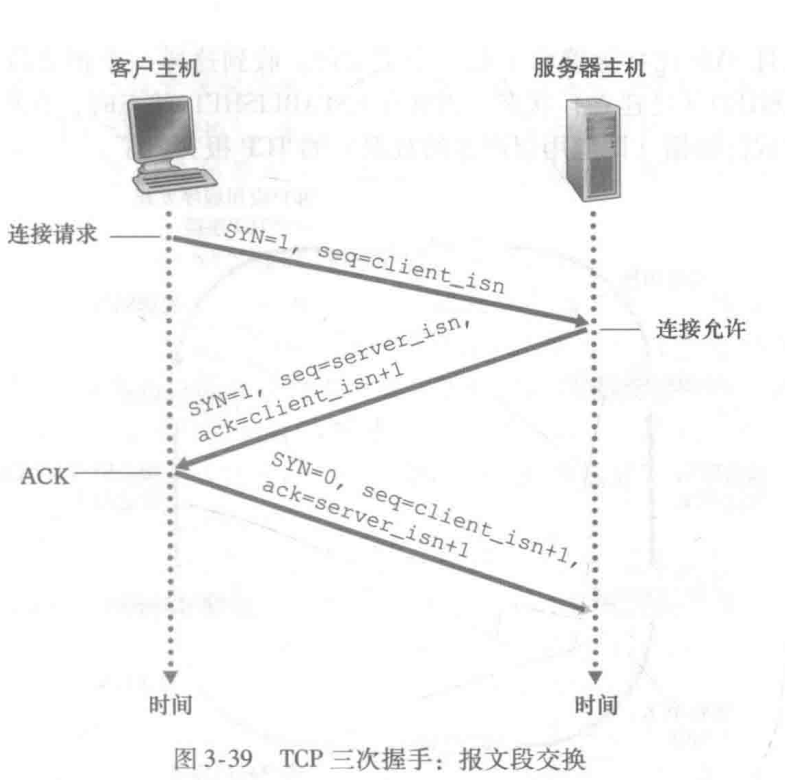 客户主机
服务器主机
连接请求
SYN=1, seq=client_isn
连接允许
SYN=1, seq=server_isn,
ack=client_isn+1
ACK
SYN=0, seq=client_isn+1,
ack=server_isn+1
时间
时间
图 3-39 TCP 三次握手：报文段交换